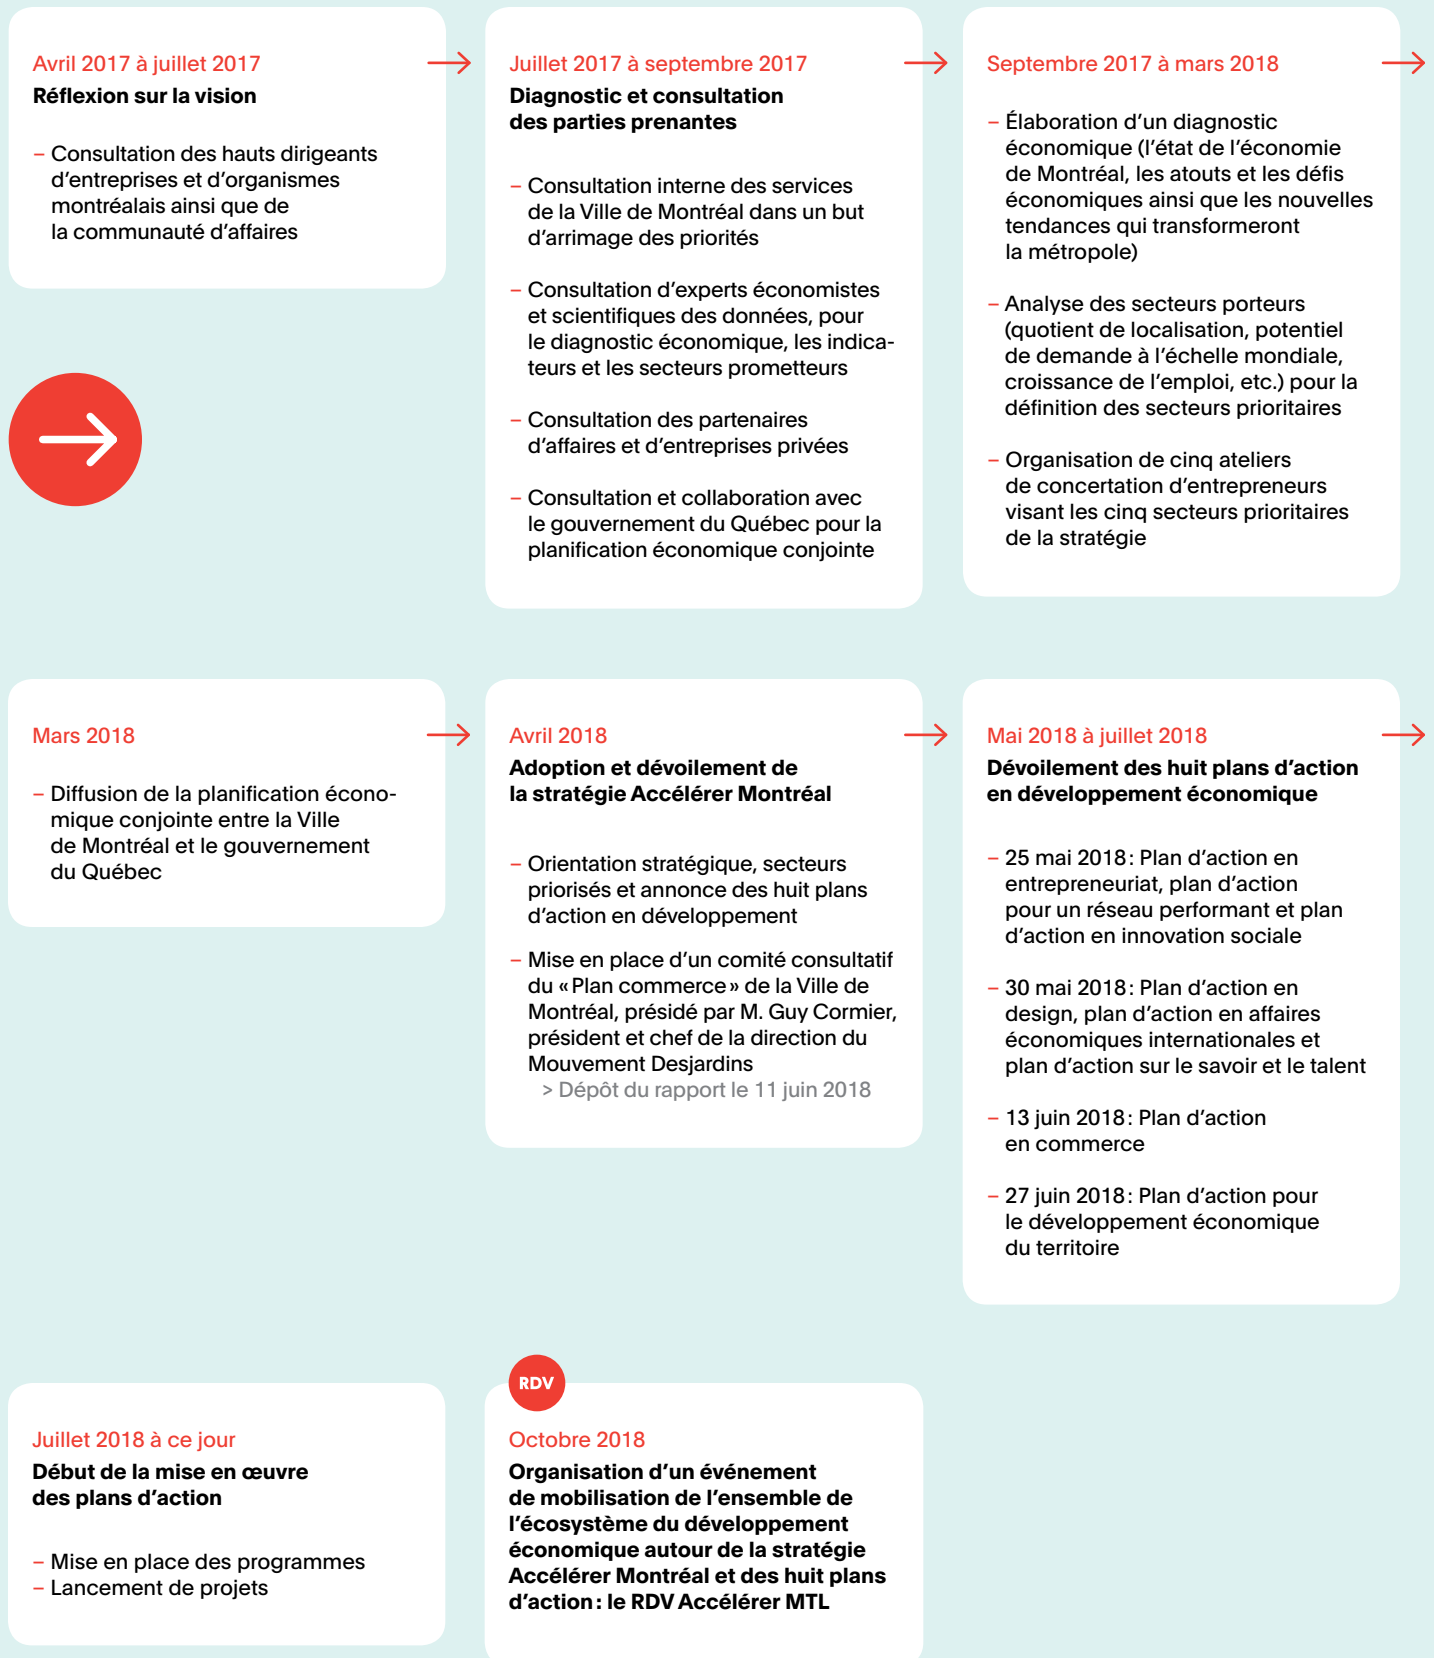 Avril 2017 à juillet 2017
Réflexion sur la vision
– Consultation des hauts dirigeants
d’entreprises et d’organismes
montréalais ainsi que de
la communauté d’affaires
Juillet 2017 à septembre 2017
Diagnostic et consultation
des parties prenantes
– Consultation interne des services
de la Ville de Montréal dans un but
d’arrimage des priorités
– Consultation d’experts économistes
et scientifiques des données, pour
le diagnostic économique, les indica-
teurs et les secteurs prometteurs
– Consultation des partenaires
d’affaires et d’entreprises privées
– Consultation et collaboration avec
le gouvernement du Québec pour la
planification économique conjointe
Septembre 2017 à mars 2018
– Élaboration d’un diagnostic
économique (l’état de l’économie
de Montréal, les atouts et les défis
économiques ainsi que les nouvelles
tendances qui transformeront
la métropole)
– Analyse des secteurs porteurs
(quotient de localisation, potentiel
de demande à l’échelle mondiale,
croissance de l’emploi, etc.) pour la
définition des secteurs prioritaires
– Organisation de cinq ateliers
de concertation d’entrepreneurs
visant les cinq secteurs prioritaires
de la stratégie
Mars 2018
– Diffusion de la planification écono-
mique conjointe entre la Ville
de Montréal et le gouvernement
du Québec
Avril 2018
Adoption et dévoilement de
la stratégie Accélérer Montréal
– Orientation stratégique, secteurs
priorisés et annonce des huit plans
d’action en développement
– Mise en place d’un comité consultatif
du « Plan commerce » de la Ville de
Montréal, présidé par M. Guy Cormier,
président et chef de la direction du
Mouvement Desjardins
> Dépôt du rapport le 11 juin 2018
Mai 2018 à juillet 2018
Dévoilement des huit plans d’action
en développement économique
– 25 mai 2018 : Plan d’action en
entrepreneuriat, plan d’action
pour un réseau performant et plan
d’action en innovation sociale
– 30 mai 2018 : Plan d’action en
design, plan d’action en affaires
économiques internationales et
plan d’action sur le savoir et le talent
– 13 juin 2018 : Plan d’action
en commerce
– 27 juin 2018 : Plan d’action pour
le développement économique
du territoire
Juillet 2018 à ce jour
Début de la mise en œuvre
des plans d’action
– Mise en place des programmes
– Lancement de projets
RDV
Octobre 2018
Organisation d’un événement
de mobilisation de l’ensemble de
l’écosystème du développement
économique autour de la stratégie
Accélérer Montréal et des huit plans
d’action : le RDV Accélérer MTL